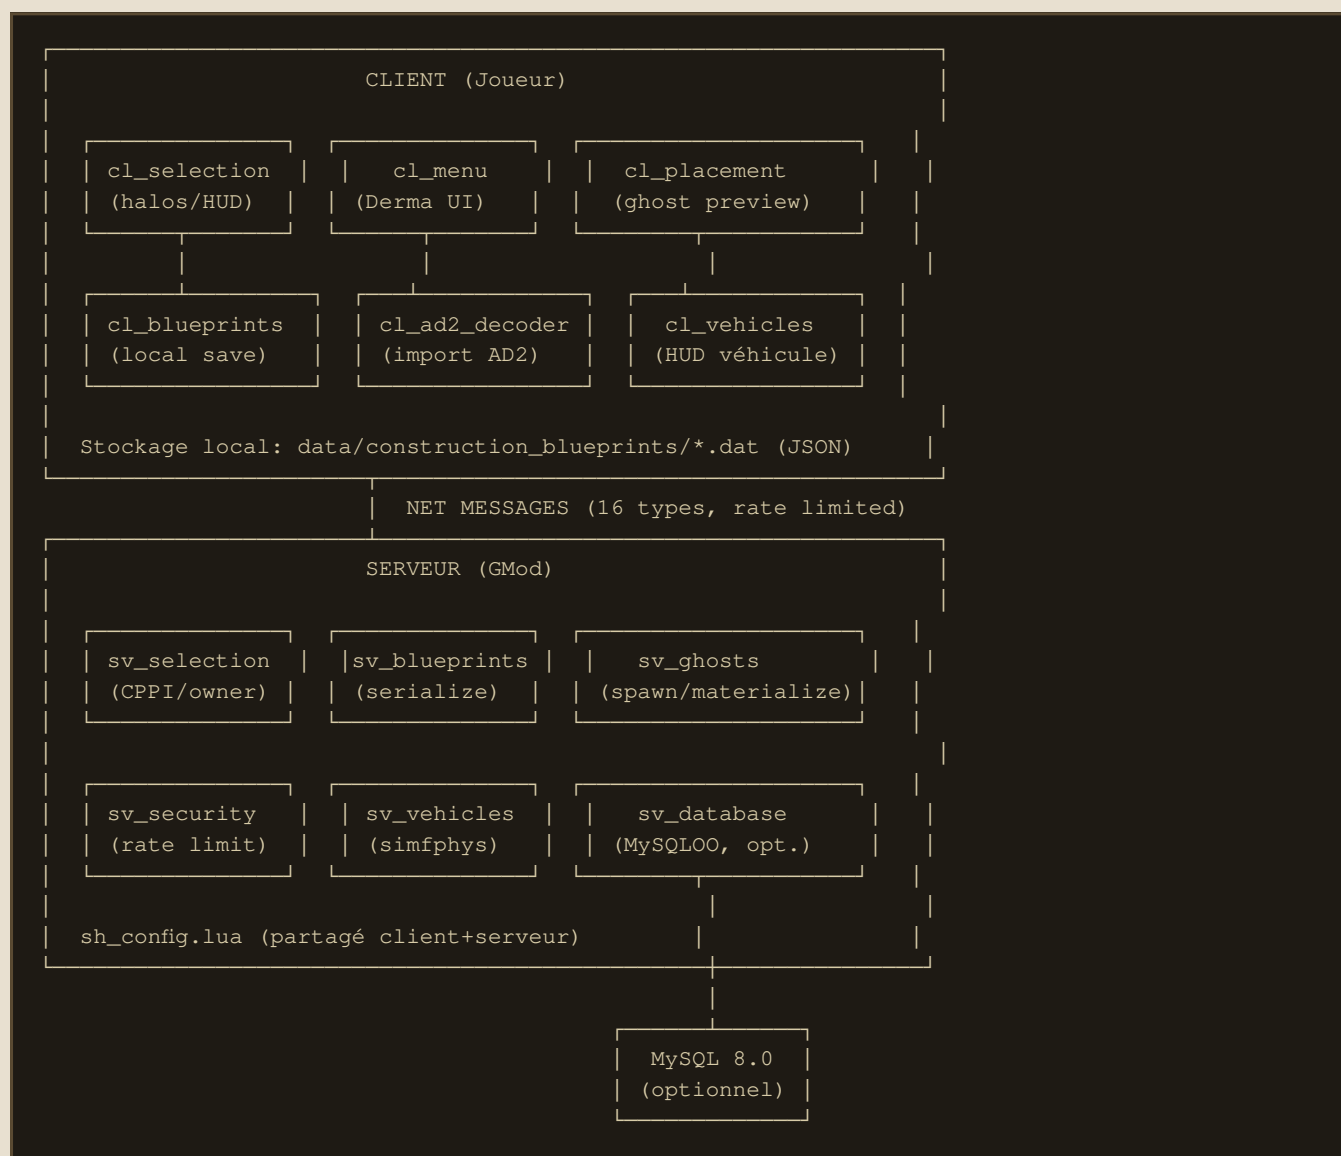 CLIENT (Joueur)
cl_selection cl_menu cl_placement
(halos/HUD) (Derma UI) (ghost preview)
cl_blueprints cl_ad2_decoder cl_vehicles
(local save) (import AD2) (HUD véhicule)
Stockage local: data/construction_blueprints/*.dat (JSON)
NET MESSAGES (16 types, rate limited)
SERVEUR (GMod)
sv_selection sv_blueprints sv_ghosts
(CPPI/owner) (serialize) (spawn/materialize)
sv_security sv_vehicles sv_database
(rate limit) (simfphys) (MySQLOO, opt.)
sh_config.lua (partagé client+serveur)
MySQL 8.0
(optionnel)